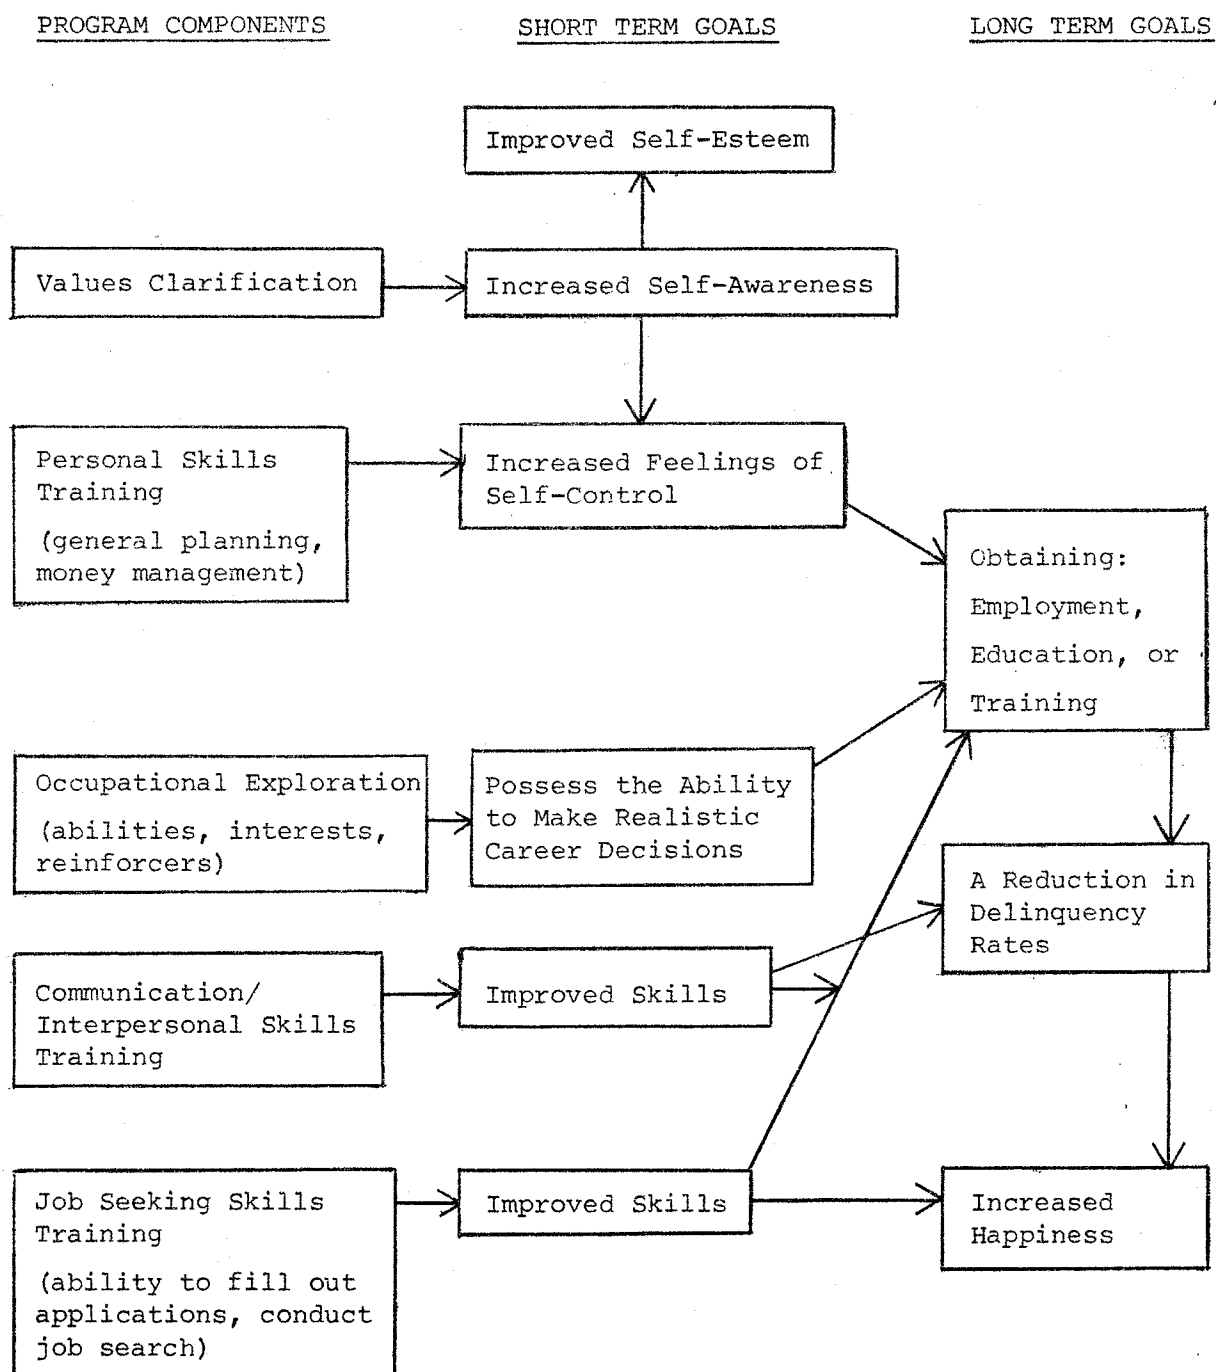 PROGRAM COMPONENTS
SHORT TERM GOALS
LONG TERM GOALS
Improved Self-Esteem
Values Clarification
Increased Self-Awareness
Personal Skills
Training
(general planning,
money management)
Increased Feelings of
Self-Control
Obtaining:
Employment,
Education, or
Training
Occupational Exploration
(abilities, interests,
reinforcers)
Possess the Ability
to Make Realistic
Career Decisions
A Reduction in
Delinquency
Rates
Communication/
Interpersonal Skills
Training
Improved Skills
Job Seeking Skills
Training
(ability to fill out
applications, conduct
job search)
Improved Skills
Increased
Happiness